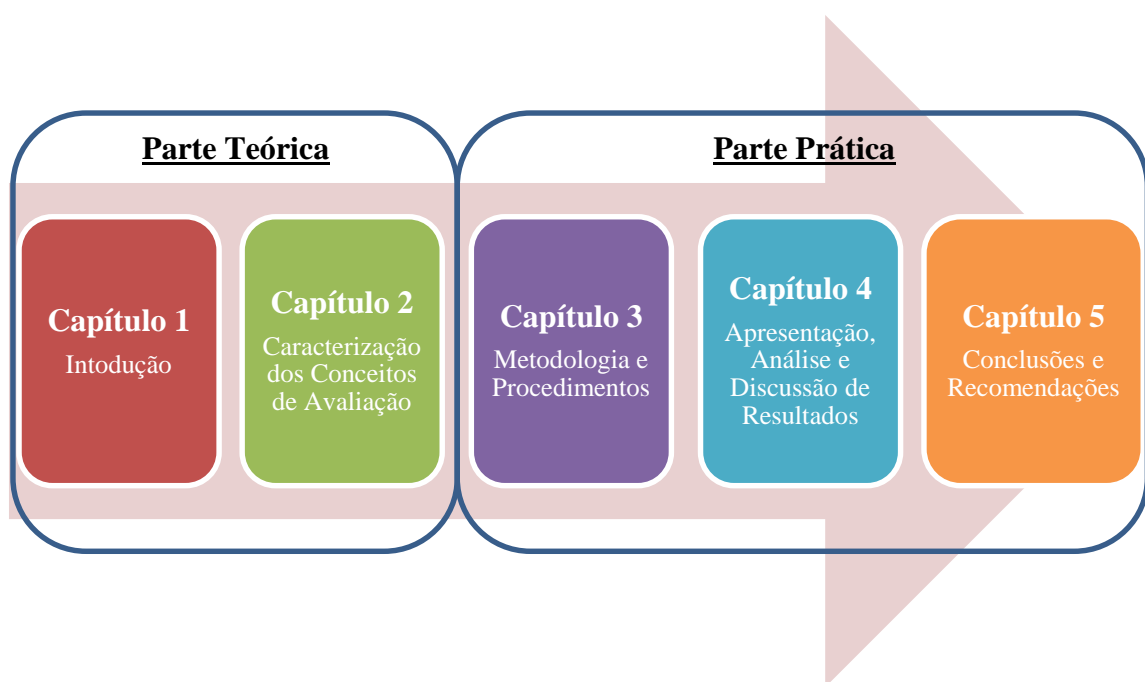 Parte Teórica
Parte Prática
Capítulo 1
Intodução
Capítulo 2
Caracterização
dos Conceitos
de Avaliação
Capítulo 3
Metodologia e
Procedimentos
Capítulo 4
Apresentação,
Análise e
Discussão de
Resultados
Capítulo 5
Conclusões e
Recomendações